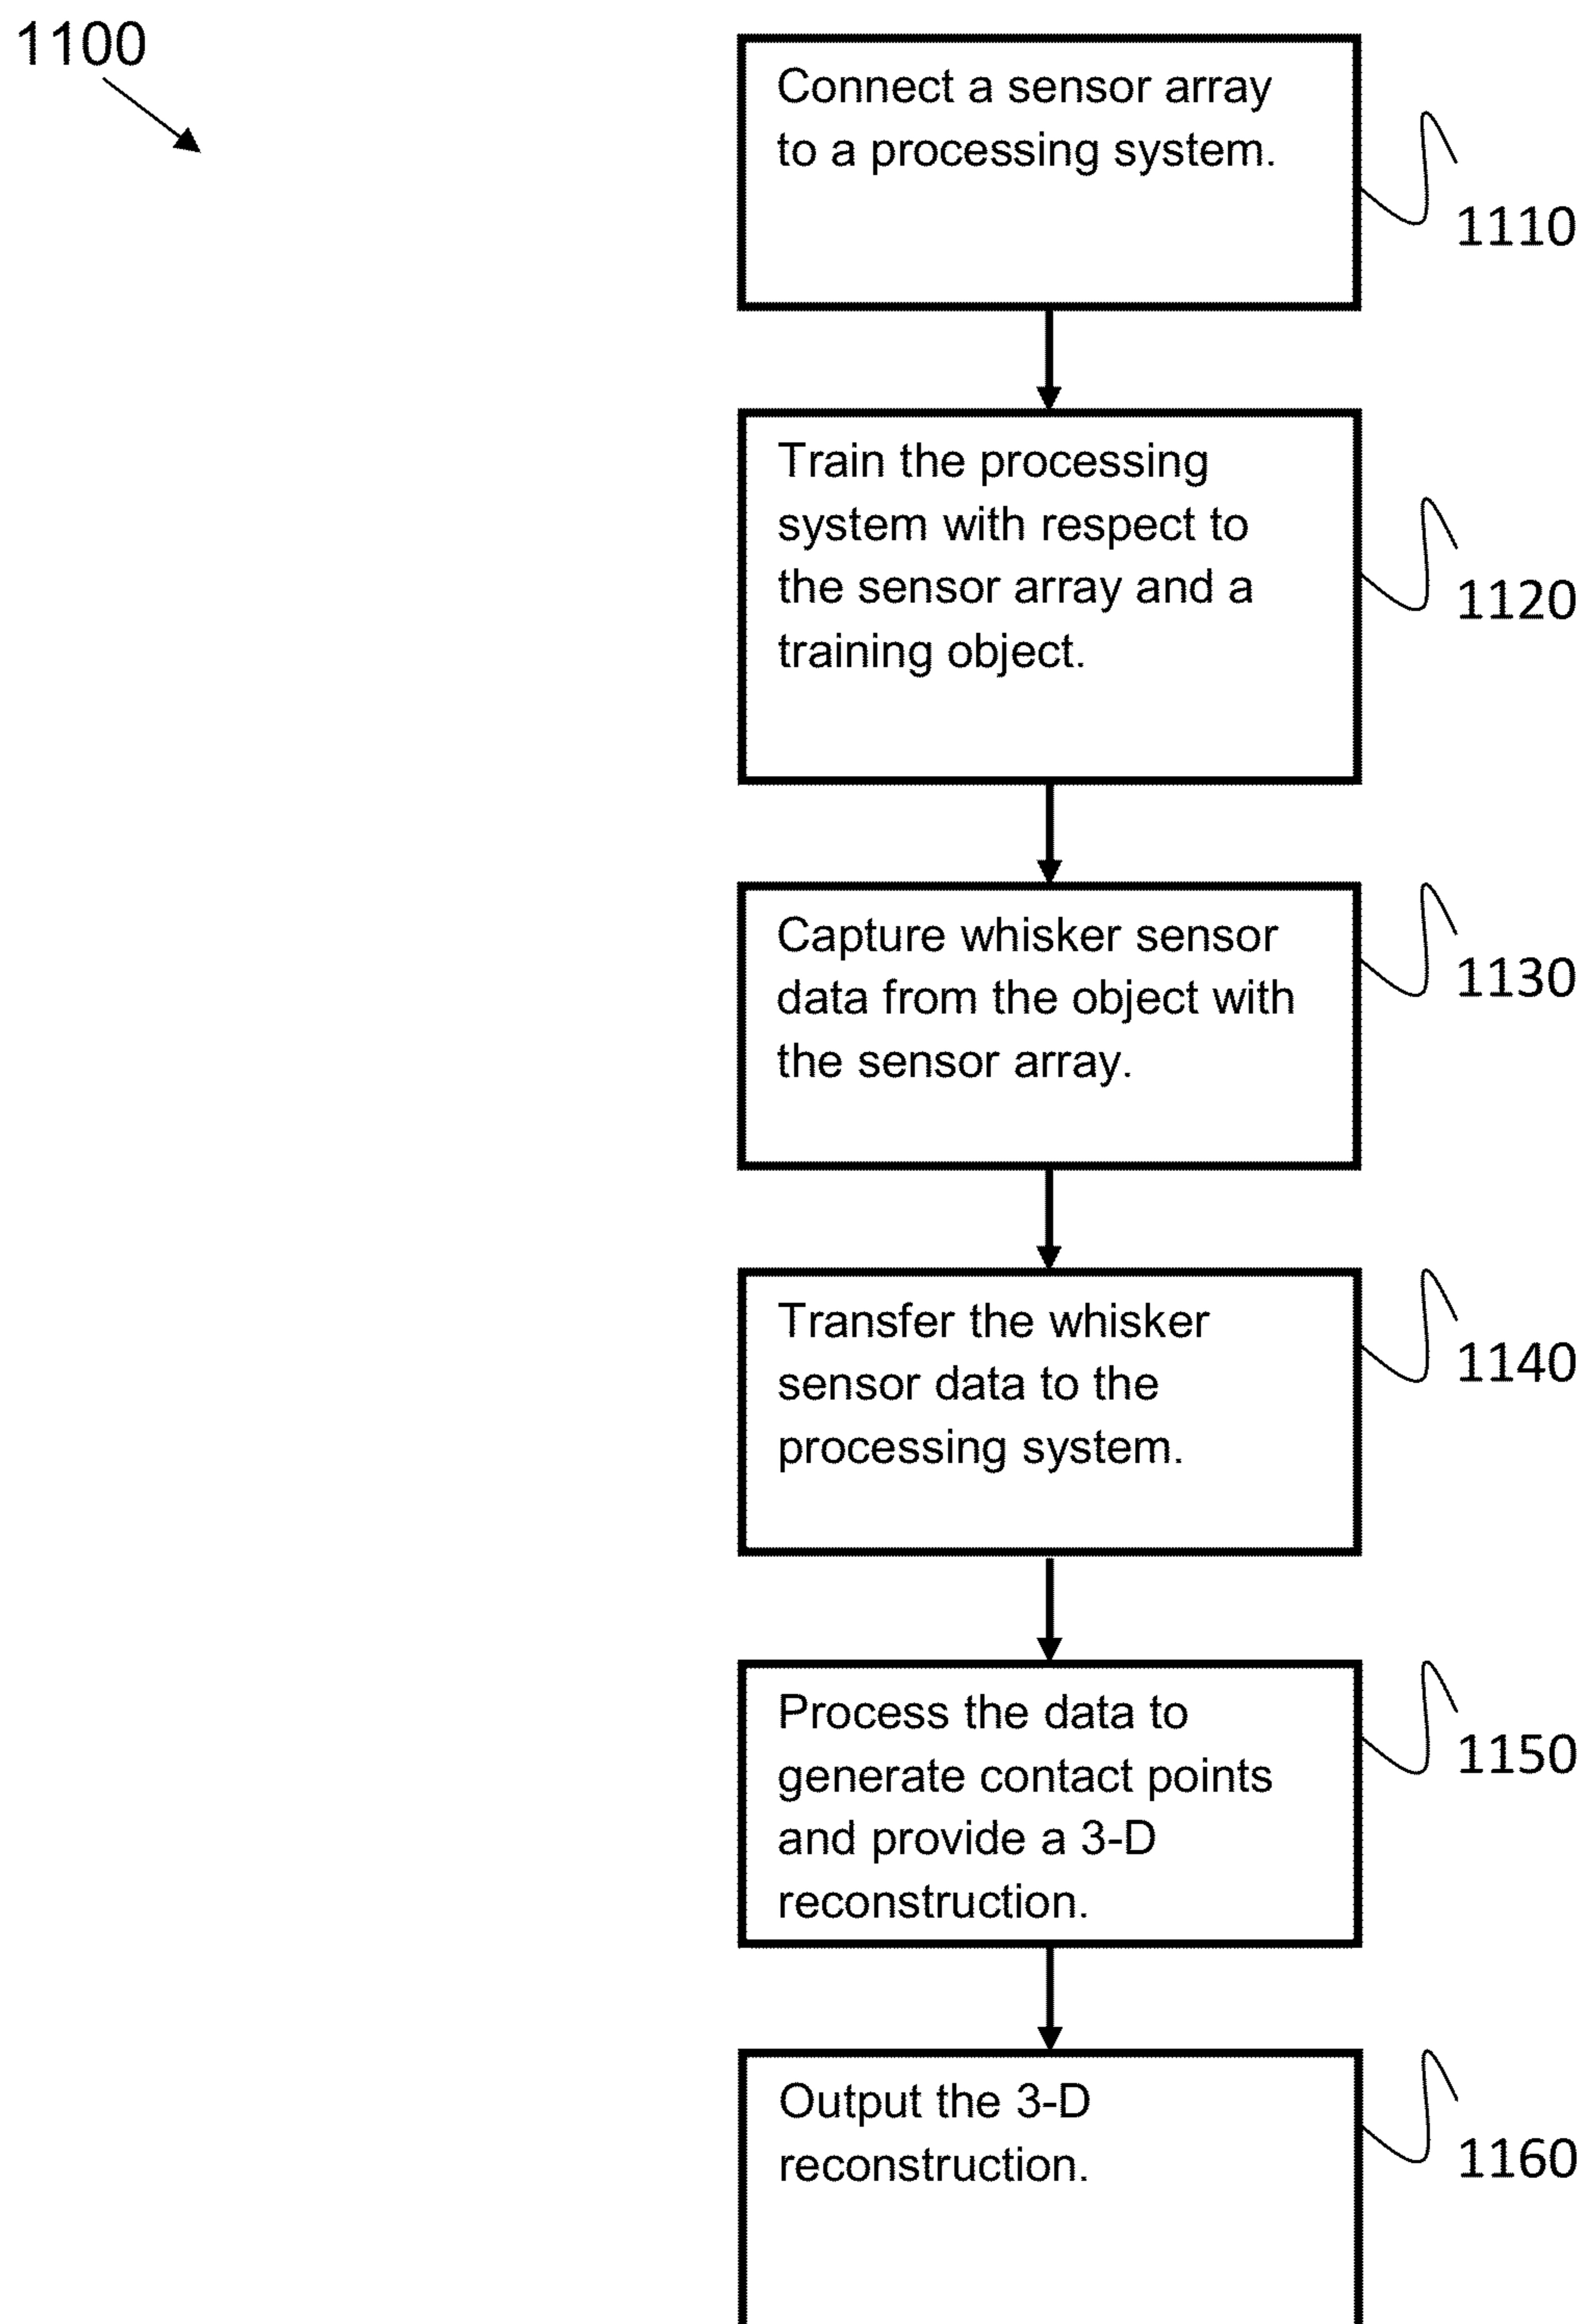 1100
Connect a sensor array
to a processing system.
1110
Train the processing
system with respect to
the sensor array and a
training object.
1120
Capture whisker sensor
data from the object with
the sensor array.
1130
Transfer the whisker
sensor data to the
processing system.
1140
Process the data to
generate contact points
and provide a 3-D
reconstruction.
1150
Output the 3-D
reconstruction.
1160